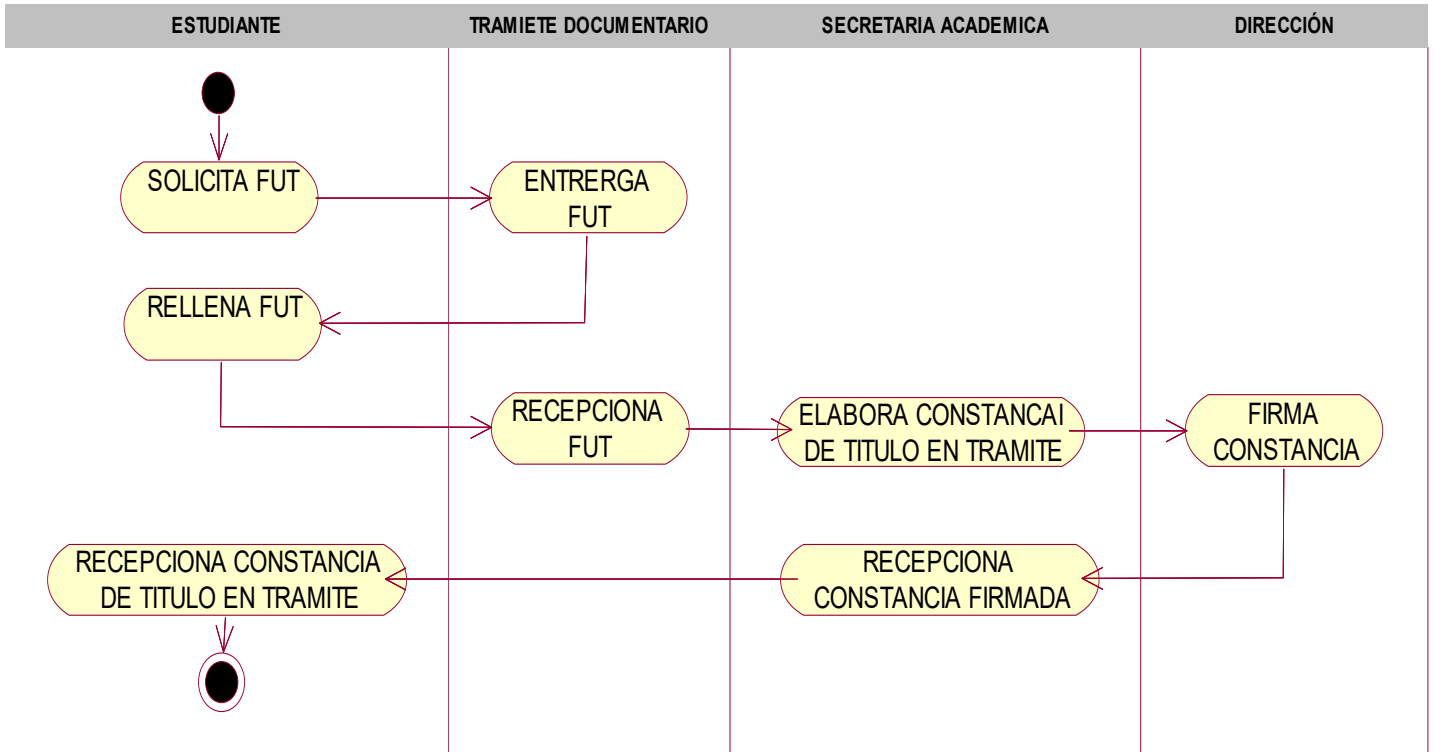 ESTUDIANTE
TRAMIETE DOCUMENTARIO
SECRETARIA ACADEMICA
DIRECCIÓN
SOLICITA FUT
ENTRERGA
FUT
RELLENA FUT
RECEPCIONA
FUT
ELABORA CONSTANCAI
DE TITULO EN TRAMITE
FIRMA
CONSTANCIA
RECEPCIONA CONSTANCIA
DE TITULO EN TRAMITE
RECEPCIONA
CONSTANCIA FIRMADA